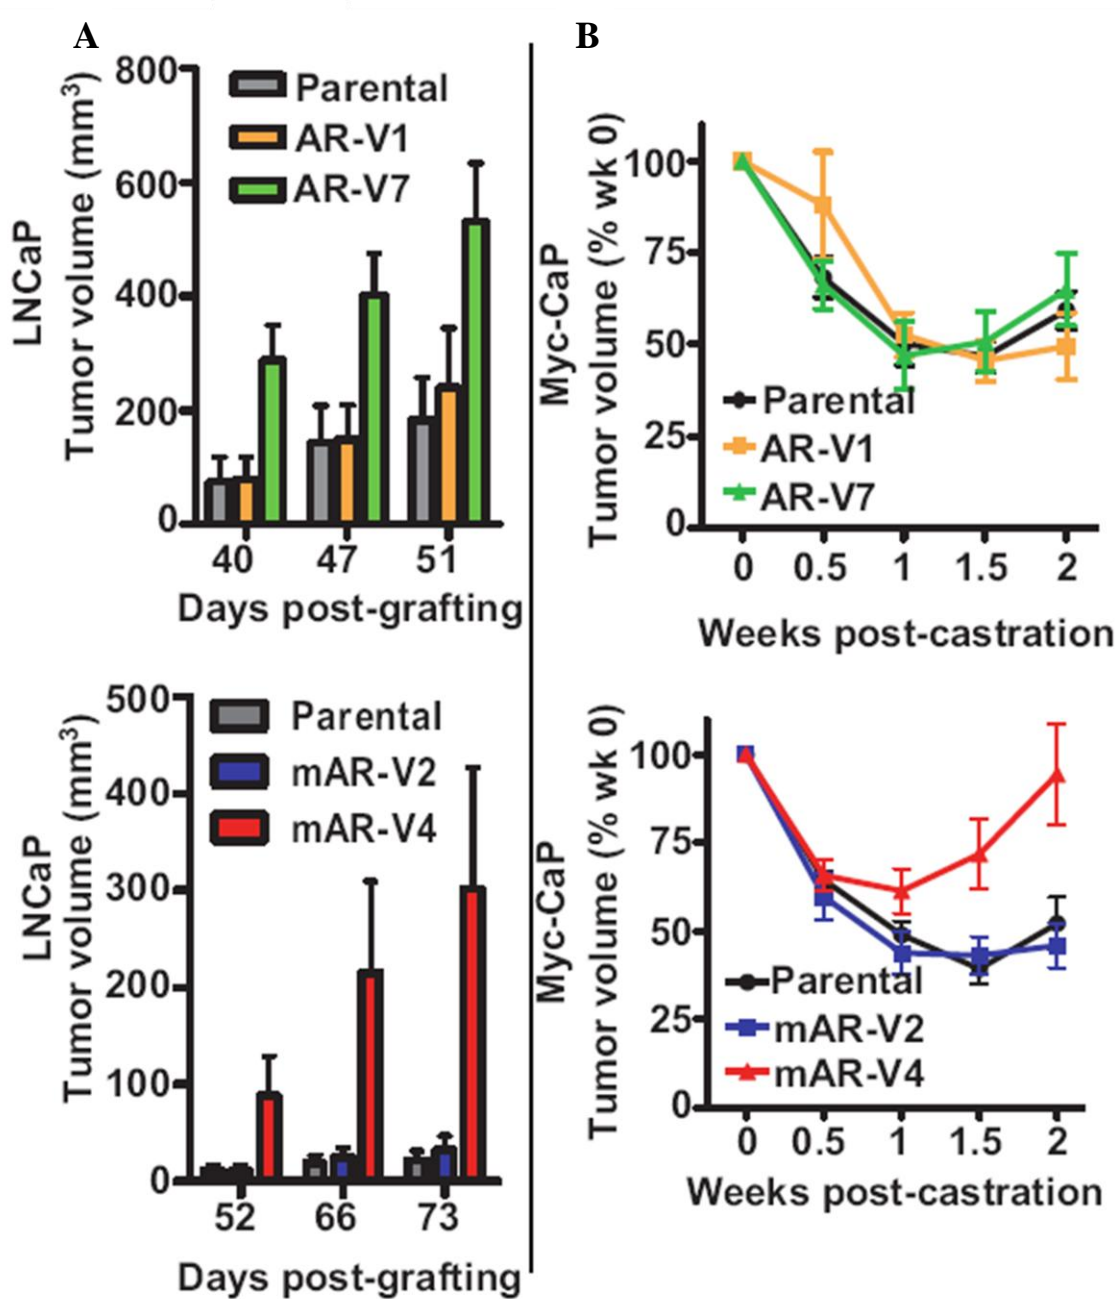 A
LNCaP
Tumor volume (mm³)
800
600
400
200
0
Parental
AR-V1
AR-V7
40 47 51
Days post-grafting
LNCaP
Tumor volume (mm³)
500
400
300
200
100
0
Parental
mAR-V2
mAR-V4
52 66 73
Days post-grafting
B
Myc-CaP
Tumor volume (% wk 0)
100
75
50
25
0
Parental
AR-V1
AR-V7
0 0.5 1 1.5 2
Weeks post-castration
Myc-CaP
Tumor volume (% wk 0)
100
75
50
25
0
Parental
mAR-V2
mAR-V4
0 0.5 1 1.5 2
Weeks post-castration